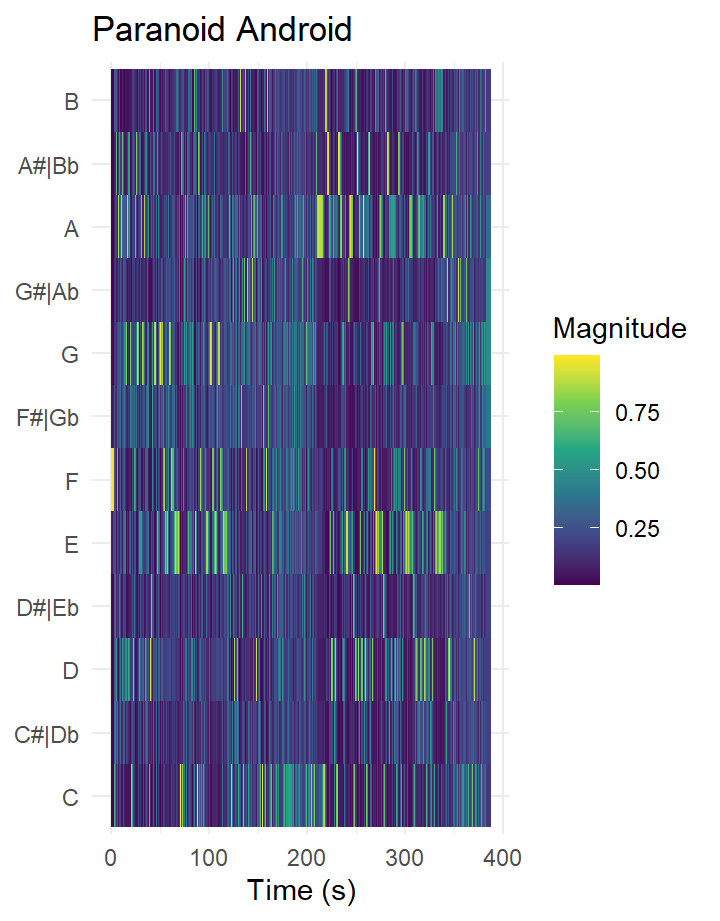 Paranoid Android
B
A#|Bb
A
G#|Ab
G
F#|Gb
F
E
D#|Eb
D
C#|Db
C
0 100 200 300 400
Time (s)
Magnitude
0.75
0.50
0.25